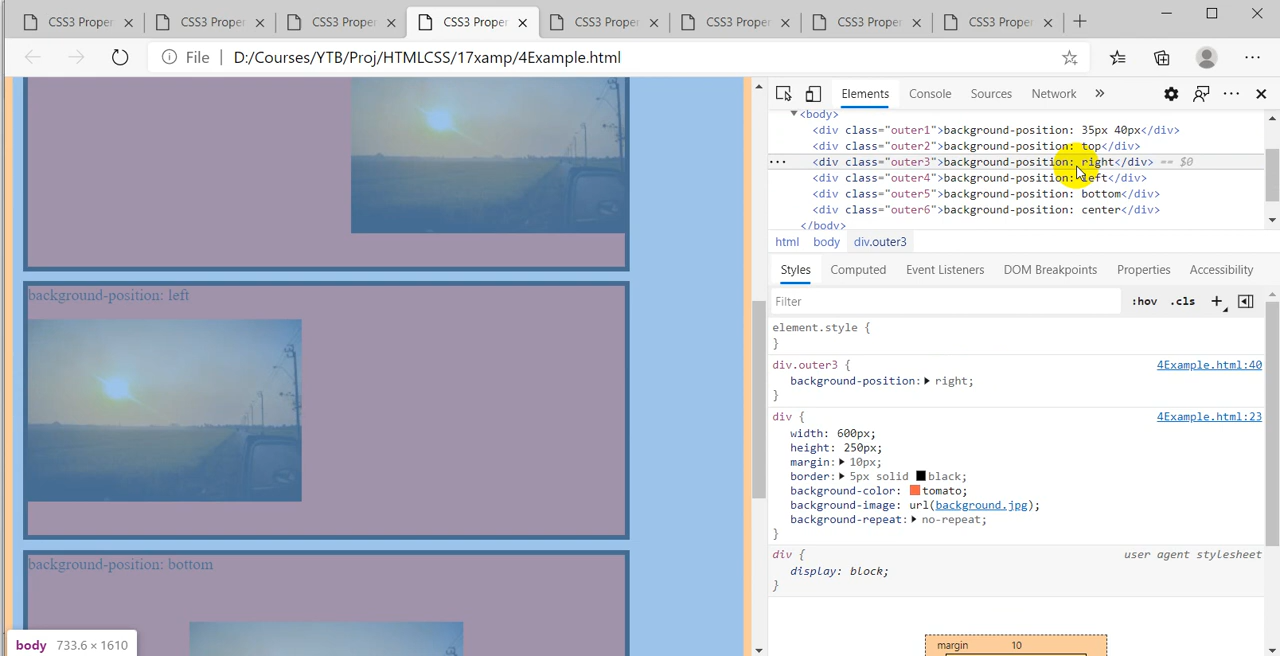 CSS3 Proper CSS3 Proper CSS3 Proper CSS3 Proper CSS3 Proper CSS3 Proper CSS3 Proper CSS3 Proper
File D:/Courses/YTB/Proj/HTMLCSS/17xamp/4Example.html
Elements Console Sources Network
<body>
<div class="outer1">background-position: 35px 40px</div>
<div class="outer2">background-position: top</div>
<div class="outer3">background-position: right</div> == $0
<div class="outer4">background-position: left</div>
<div class="outer5">background-position: bottom</div>
<div class="outer6">background-position: center</div>
</body>
html body div.outer3
Styles Computed Event Listeners DOM Breakpoints Properties Accessibility
Filter :hov .cls
element.style {
}
div.outer3 { 4Example.html:40
background-position: right;
}
div { 4Example.html:23
width: 600px;
height: 250px;
margin: 10px;
border: 5px solid black;
background-color: tomato;
background-image: url(background.jpg);
background-repeat: no-repeat;
}
div { user agent stylesheet
display: block;
}
margin 10
background-position: left
background-position: bottom
body 733.6 × 1610